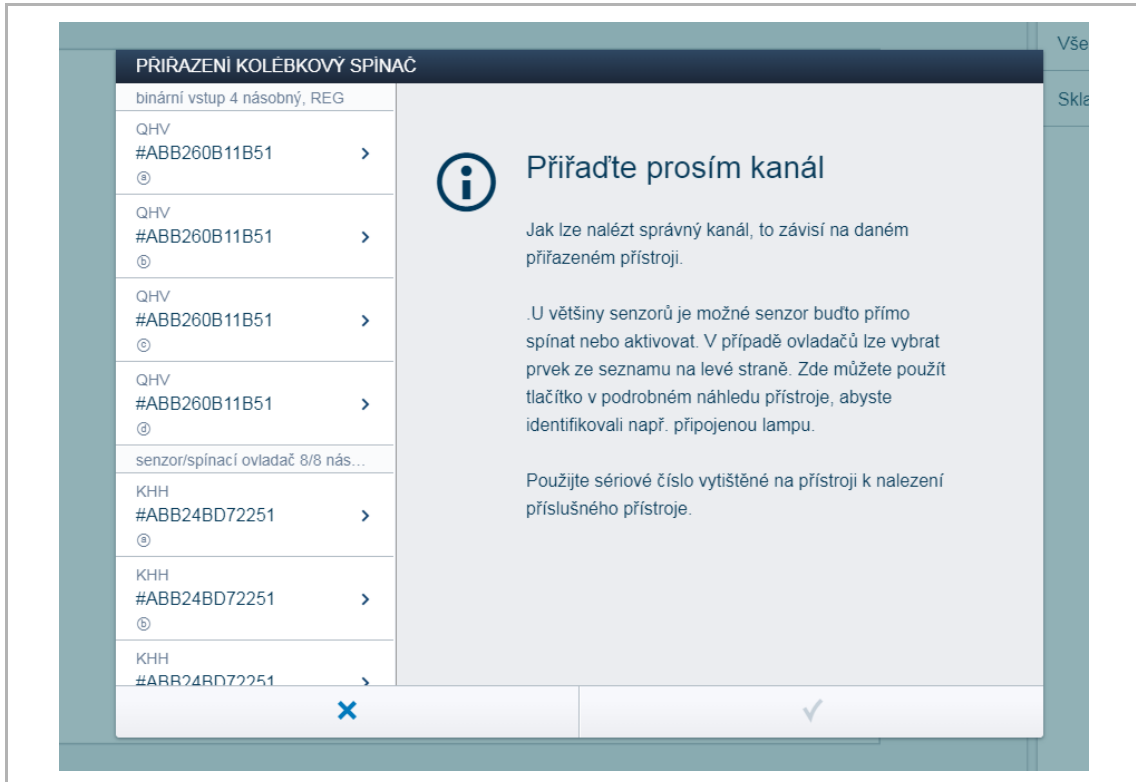 Vše
PŘIŘAZENÍ KOLÉBKOVÝ SPÍNAČ
binární vstup 4 násobný, REG
Skla
QHV
#ABB260B11B51
ⓐ
QHV
#ABB260B11B51
ⓑ
QHV
#ABB260B11B51
ⓒ
QHV
#ABB260B11B51
ⓓ
senzor/spínací ovladač 8/8 nás...
KHH
#ABB24BD72251
ⓐ
KHH
#ABB24BD72251
ⓑ
KHH
#ABB24BD72251
Přiřaďte prosím kanál
Jak lze nalézt správný kanál, to závisí na daném
přiřazeném přístroji.
.U většiny senzorů je možné senzor buďto přímo
spínat nebo aktivovat. V případě ovladačů lze vybrat
prvek ze seznamu na levé straně. Zde můžete použít
tlačítko v podrobném náhledu přístroje, abyste
identifikovali např. připojenou lampu.
Použijte sériové číslo vytištěné na přístroji k nalezení
příslušného přístroje.